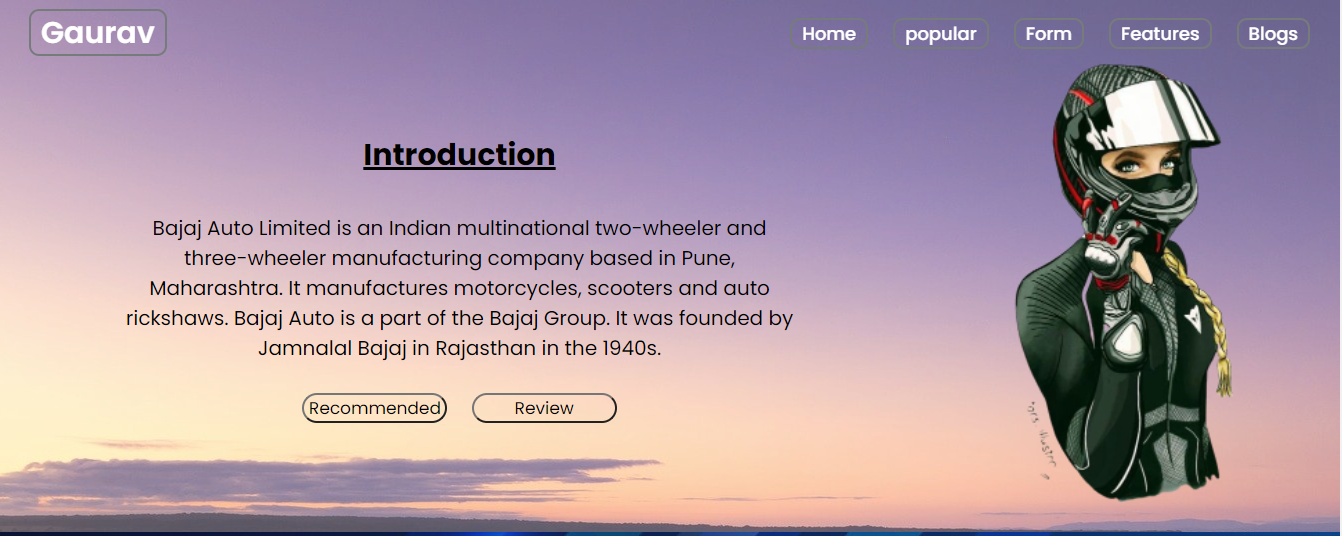 Gaurav
Home popular Form Features Blogs
Introduction
Bajaj Auto Limited is an Indian multinational two-wheeler and
three-wheeler manufacturing company based in Pune,
Maharashtra. It manufactures motorcycles, scooters and auto
rickshaws. Bajaj Auto is a part of the Bajaj Group. It was founded by
Jamnalal Bajaj in Rajasthan in the 1940s.
Recommended Review